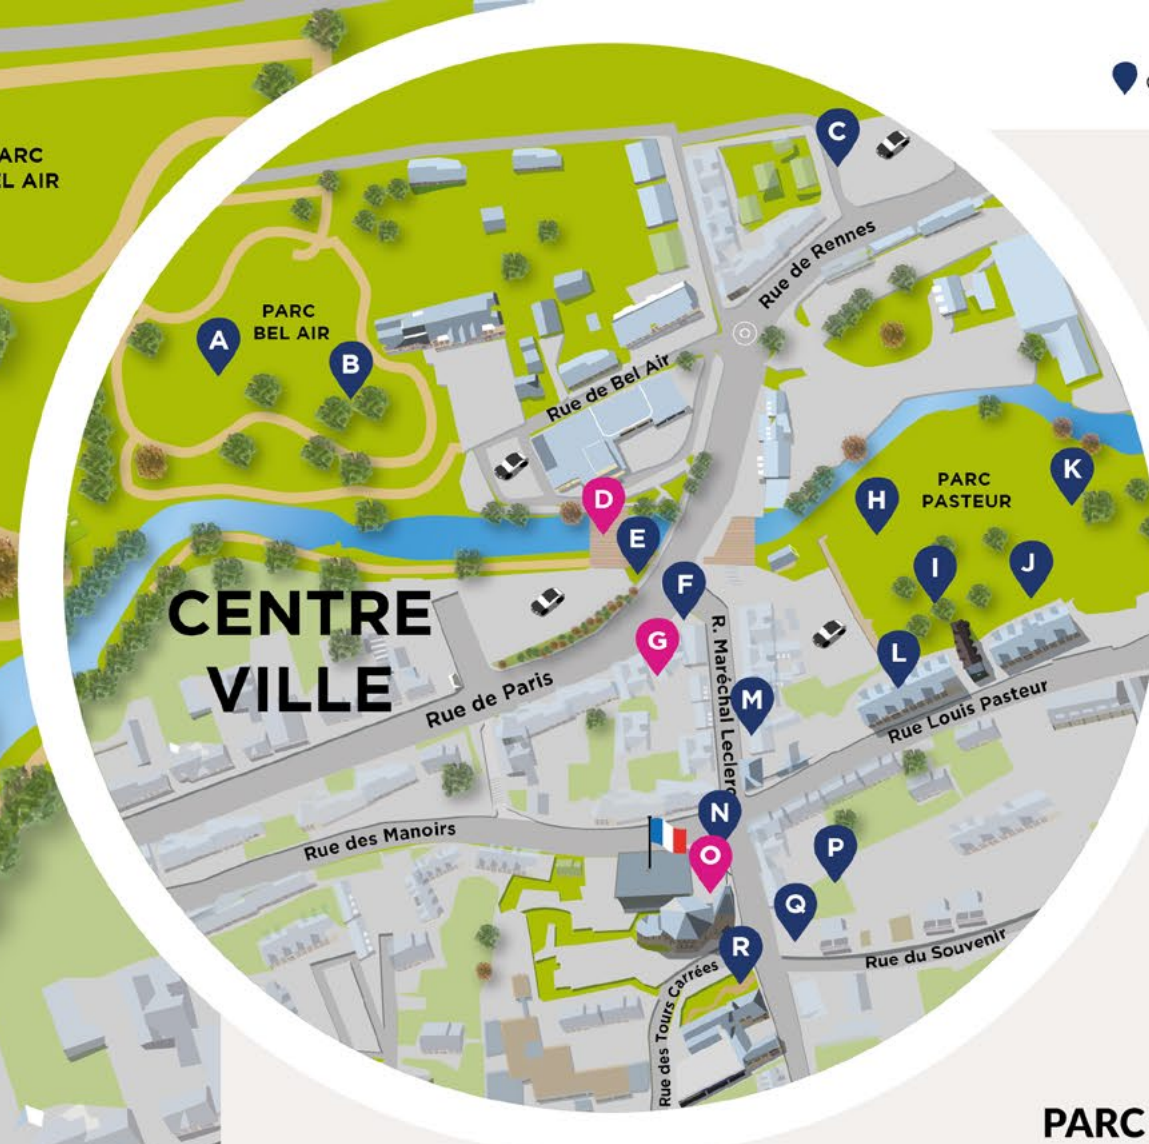 ARC
EL AIR
C
Rue de Rennes
PARC
BEL AIR
A
B
Rue de Bel Air
D
E
F
G
H
PARC
PASTEUR
K
I
J
L
CENTRE
VILLE
Rue de Paris
R. Maréchal Leclerc
M
Rue Louis Pasteur
N
O
Rue des Manoirs
P
Q
R
Rue du Souvenir
Rue des Tours Carrées
PARC